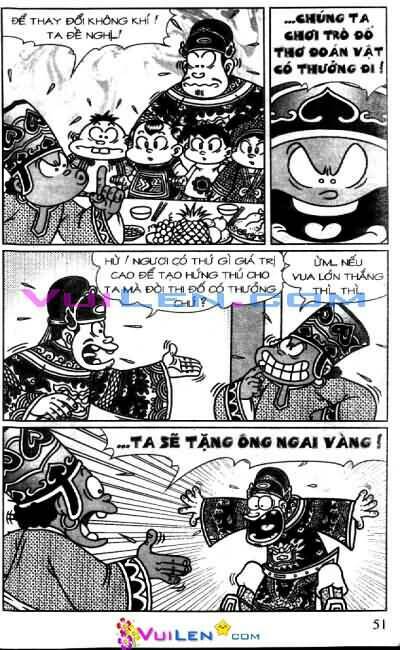 ĐỂ THAY ĐỔI KHÔNG KHÍ !
TA ĐỀ NGHỊ...!
...CHÚNG TA
CHƠI TRÒ ĐỐ
THƠ ĐOÁN VẬT
CÓ THƯỞNG ĐI !
HỪ ! NGƯƠI CÓ THỨ GÌ GIÁ TRỊ
CAO ĐỂ TẠO HỨNG THÚ CHO
TA MÀ ĐÒI THI ĐỐ CÓ THƯỞNG
CHỨ ?
ỪM... NẾU
VUA LỚN THẮNG
THÌ... THÌ...
VUILEN.COM
...TA SẼ TẶNG ÔNG NGAI VÀNG !
51
VUILEN.COM